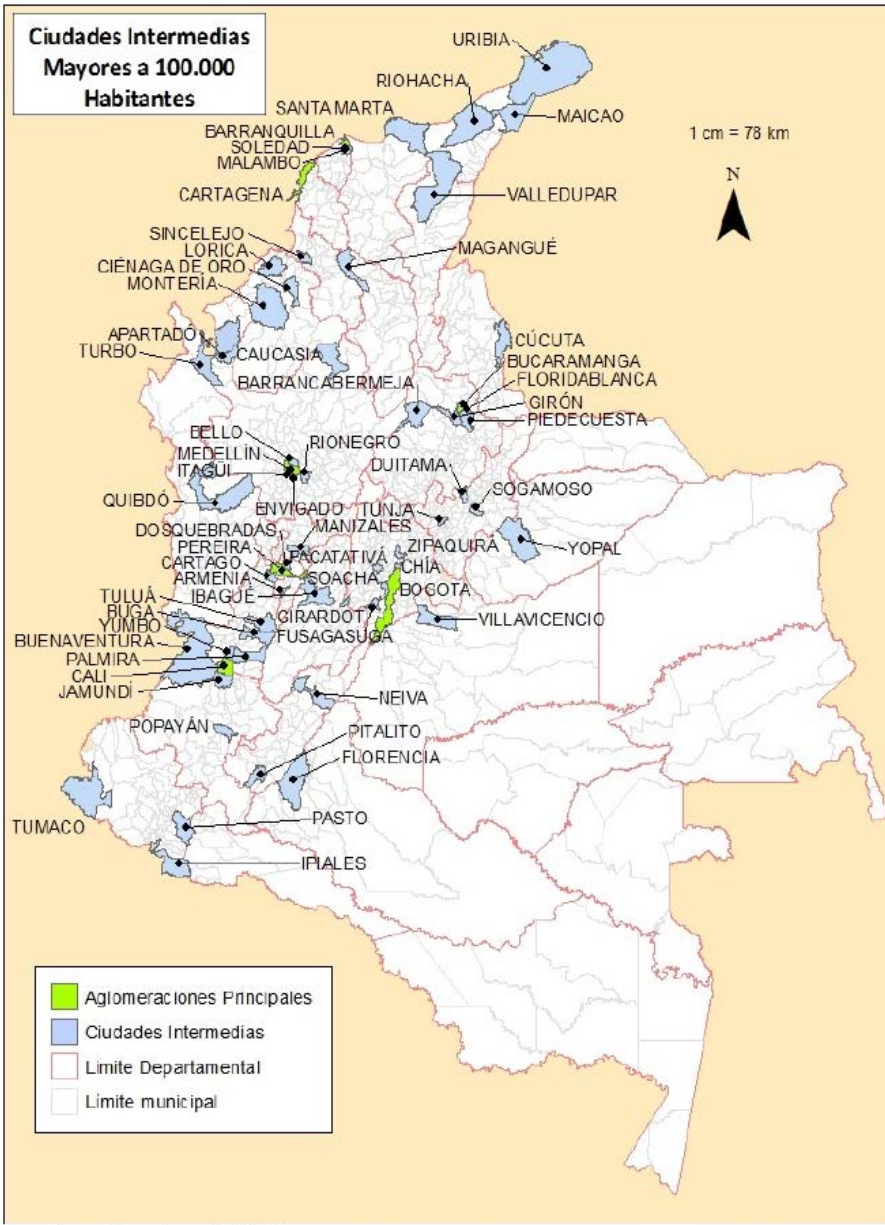 Ciudades Intermedias
Mayores a 100.000
Habitantes
URIBIA
RIOHACHA
SANTA MARTA
MAICAO
BARRANQUILLA
SOLEDAD
MALAMBO
1 cm = 78 km
N
CARTAGENA
VALLEDUPAR
SINCELEJO
LORICA
MAGANGUÉ
CIÉNAGA DE ORO
MONTERÍA
APARTADÓ
CÚCUTA
TURBO
CAUCASIA
BUCARAMANGA
BARRANCABERMEJA
FLORIDABLANCA
GIRÓN
PIEDECUESTA
BELLO
RIONEGRO
MEDELLÍN
ITAGÜI
DUITAMA
QUIBDÓ
ENVIGADO
SOGAMOSO
TUNJA
DOSQUEBRADAS
MANIZALES
PEREIRA
FACATATIVÁ
ZIPAQUIRÁ
YOPAL
CARTAGO
CHÍA
ARMENIA
SOACHA
IBAGUÉ
BOGOTA
TULUÁ
GIRARDOT
VILLAVICENCIO
BUGA
FUSAGASUGA
YUMBO
BUENAVENTURA
PALMIRA
CALI
JAMUNDÍ
NEIVA
POPAYÁN
PITALITO
FLORENCIA
TUMACO
PASTO
IPIALES
Aglomeraciones Principales
Ciudades Intermedias
Limite Departamental
Límite municipal